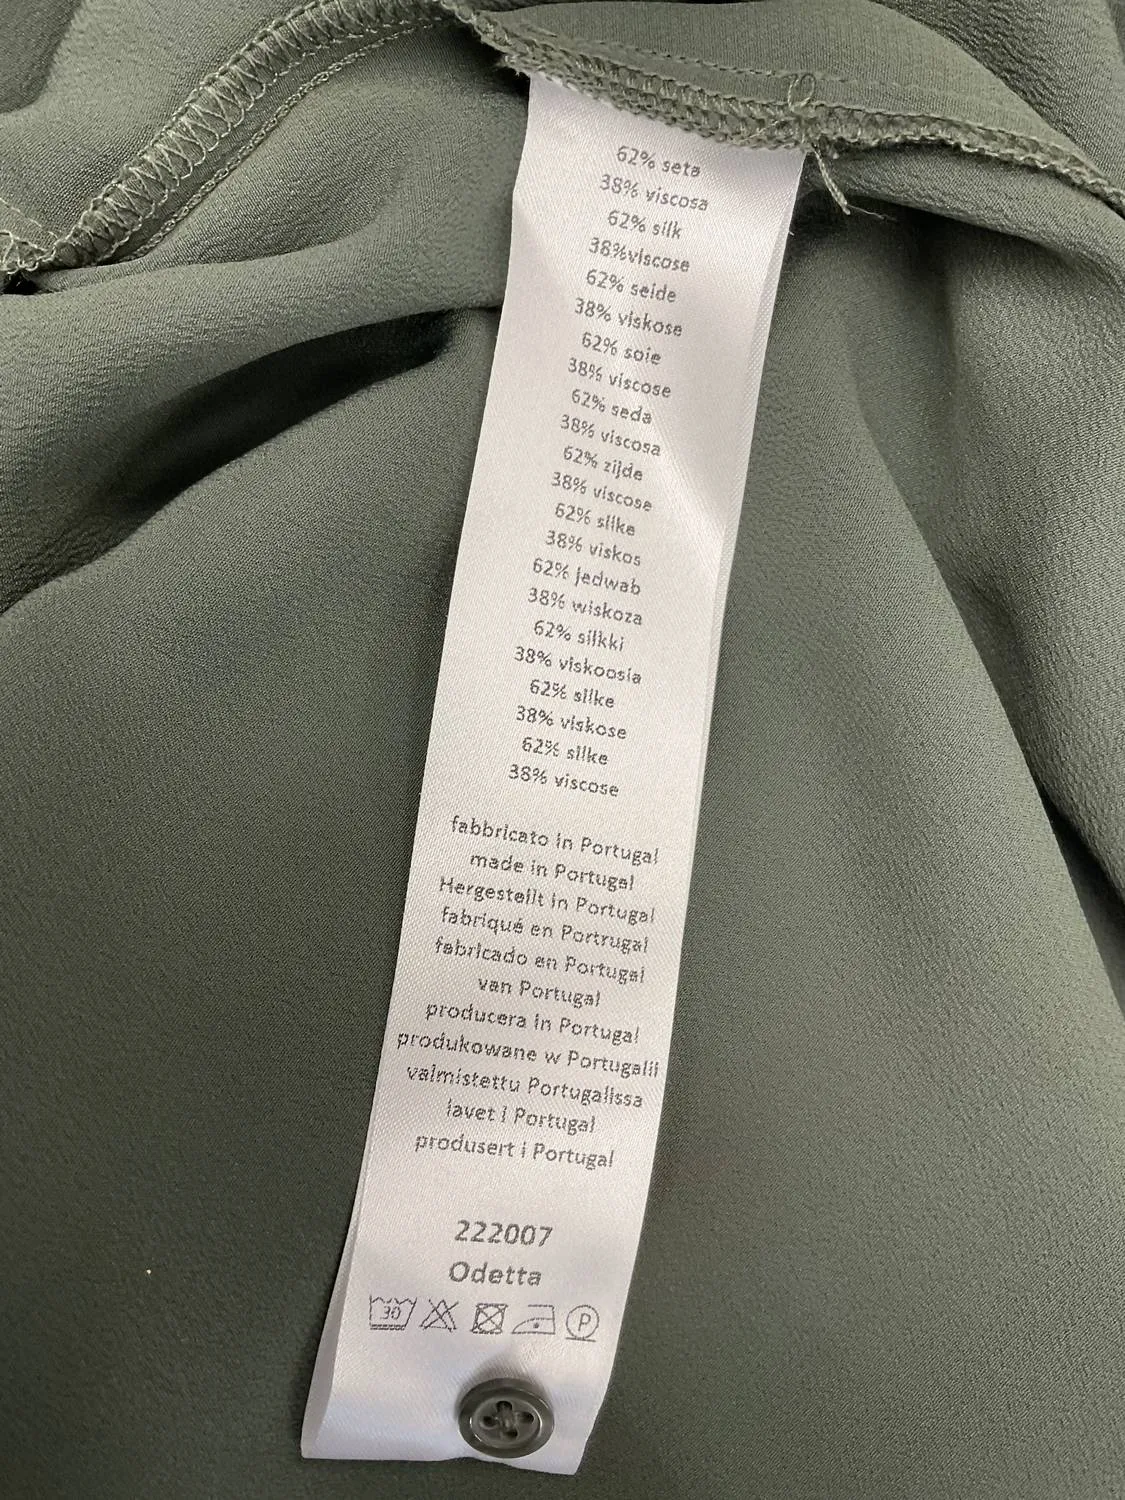 62% seta
38% viscosa
62% silk
38%viscose
62% seide
38% viskose
62% soie
38% viscose
62% seda
38% viscosa
62% zijde
38% viscose
62% silke
38% viskos
62% jedwab
38% wiskoza
62% silkki
38% viskoosia
62% silke
38% viskose
62% silke
38% viscose
fabbricato in Portugal
made in Portugal
Hergestellt in Portugal
fabriqué en Portrugal
fabricado en Portugal
van Portugal
producera in Portugal
produkowane w Portugalii
valmistettu Portugalissa
lavet i Portugal
produsert i Portugal
222007
Odetta
30 P